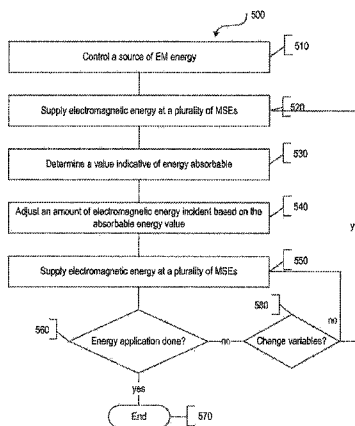 500
Control a source of EM energy
510
Supply electromagnetic energy at a plurality of MSEs
520
Determine a value indicative of energy absorbable
530
Adjust an amount of electromagnetic energy incident based on the
absorbable energy value
540
y
Supply electromagnetic energy at a plurality of MSEs
550
560
580
no
Energy application done?
no
Change variables?
yes
End
570